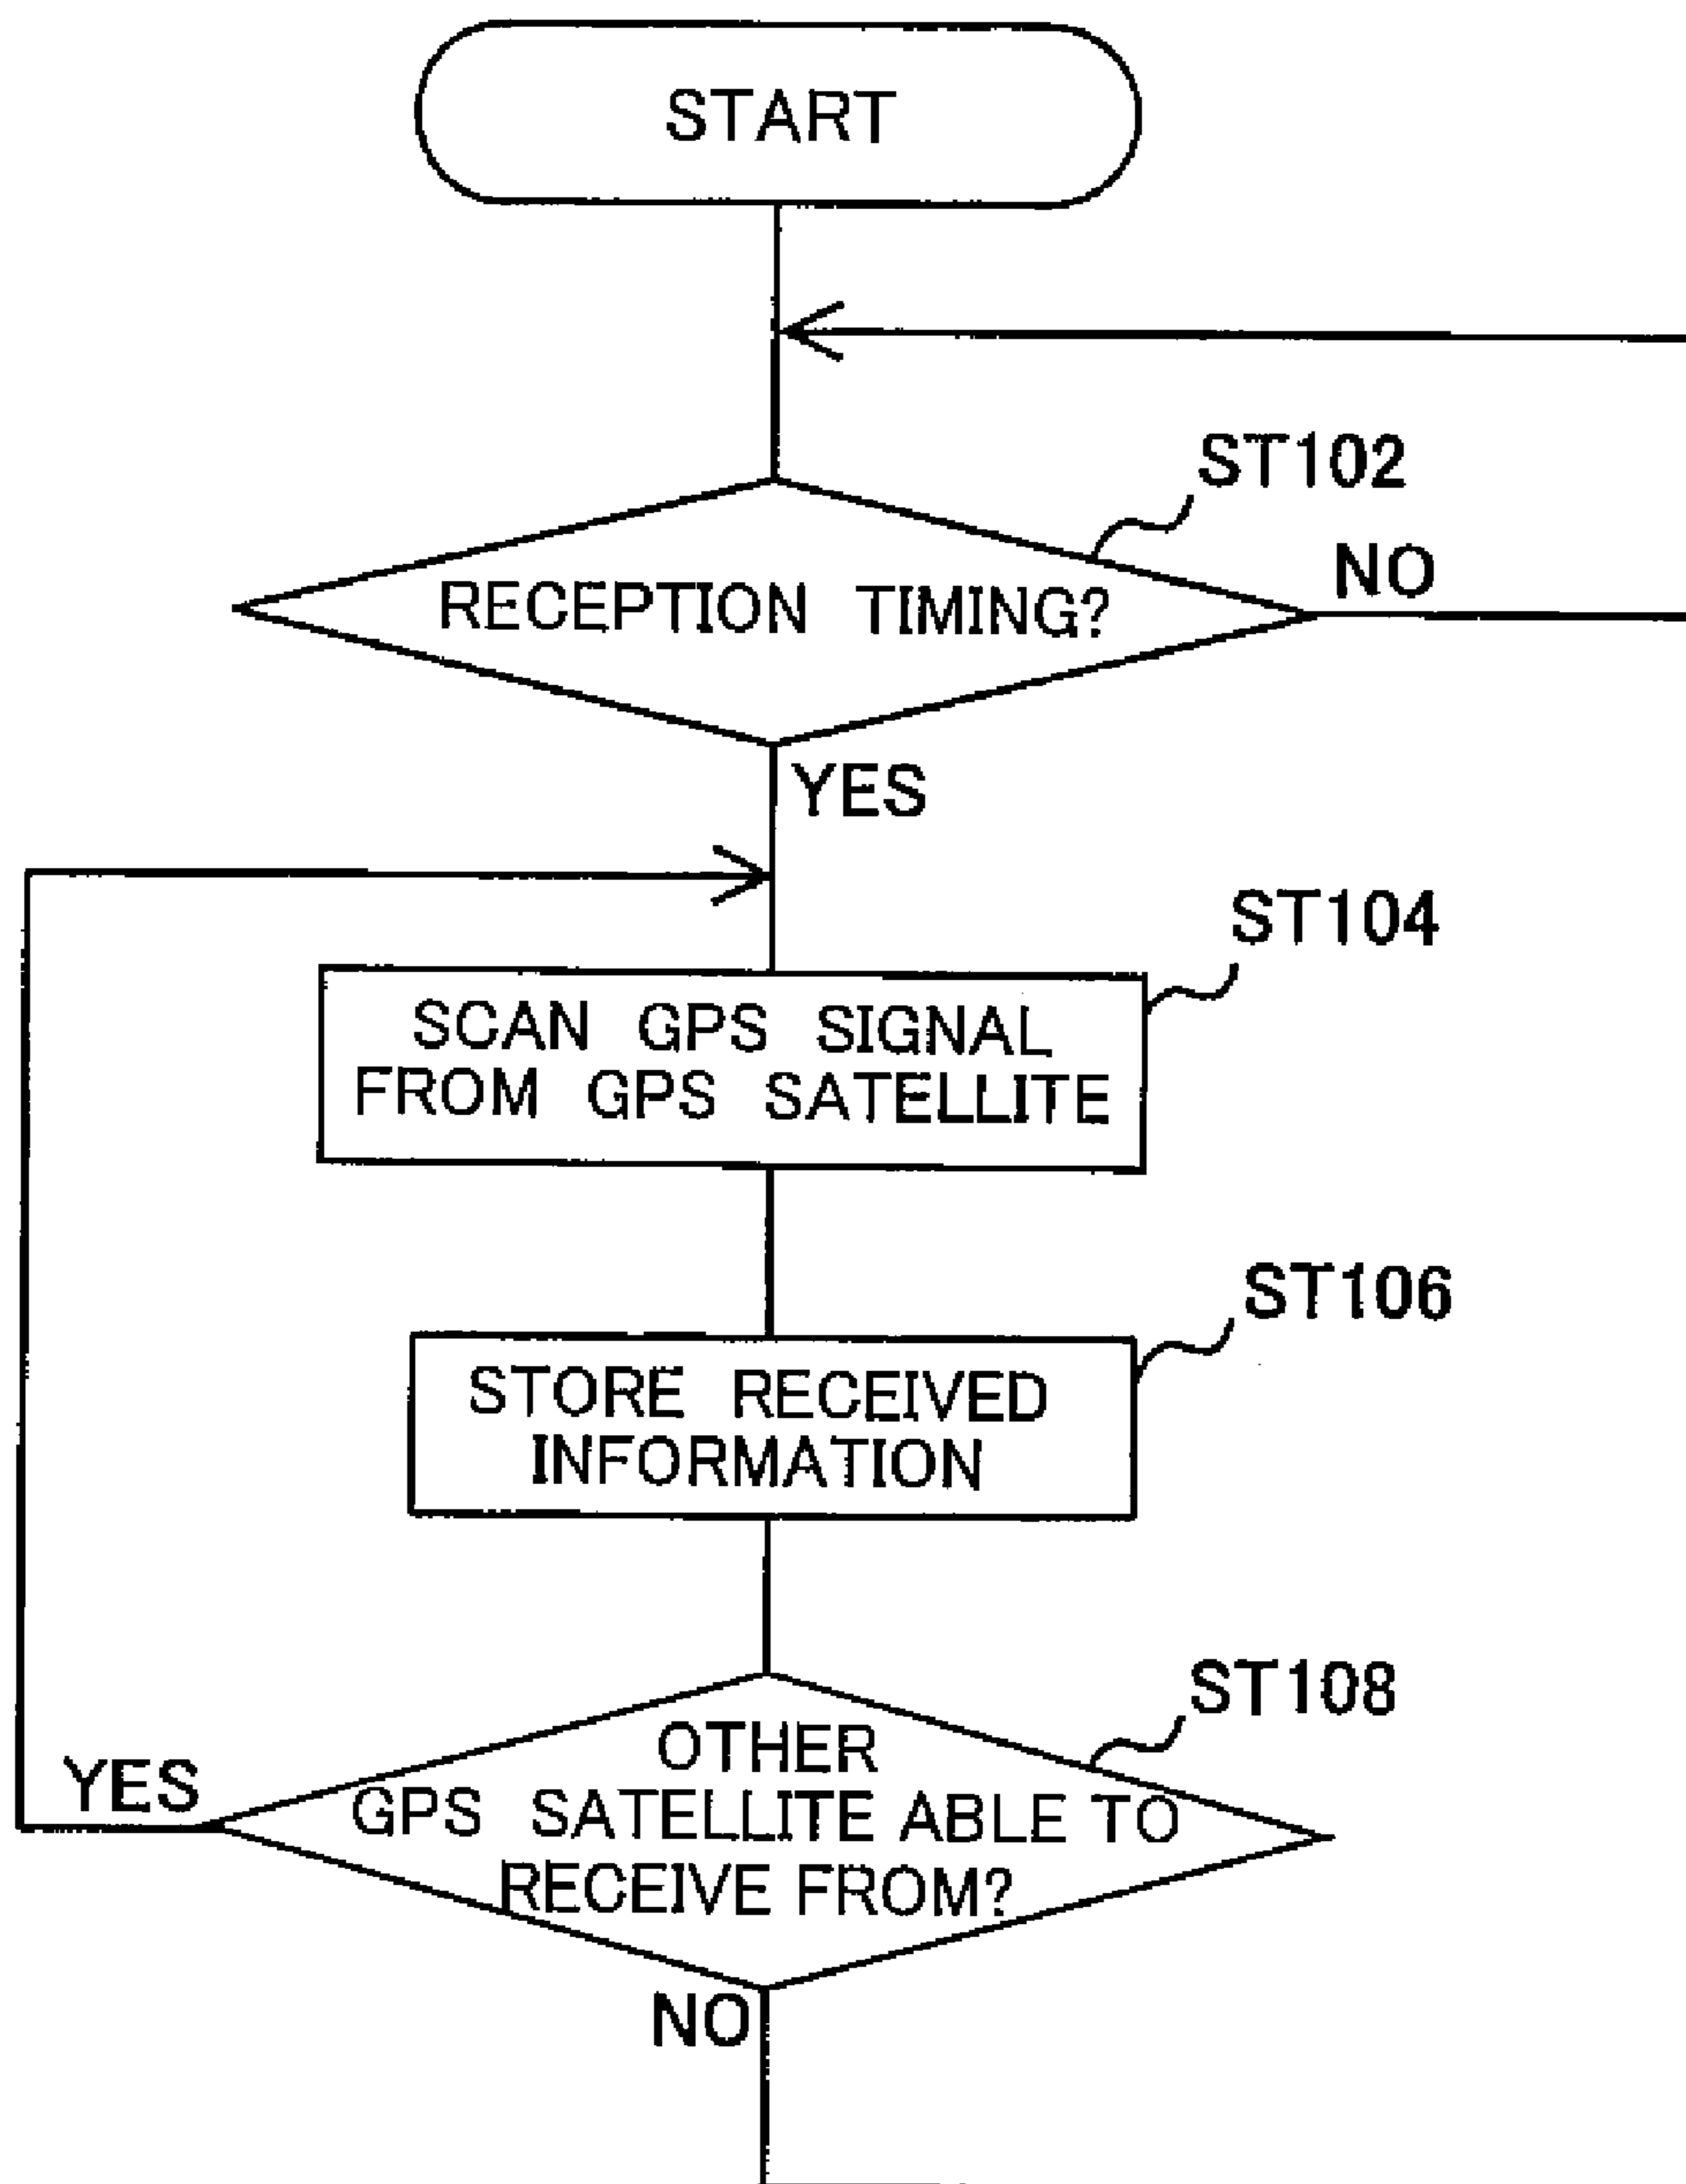 START
ST102
RECEPTION TIMING?
NO
YES
ST104
SCAN GPS SIGNAL
FROM GPS SATELLITE
ST106
STORE RECEIVED
INFORMATION
ST108
OTHER
YES
GPS SATELLITE ABLE TO
RECEIVE FROM?
NO